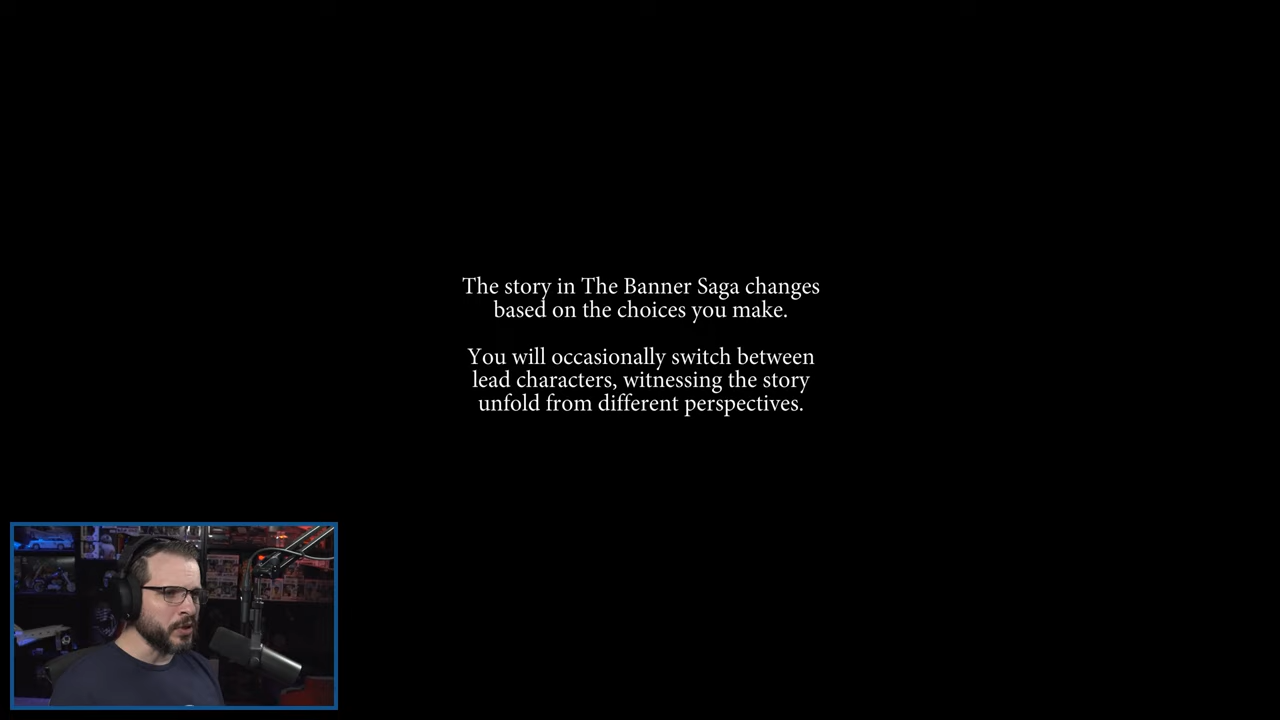 The story in The Banner Saga changes
based on the choices you make.
You will occasionally switch between
lead characters, witnessing the story
unfold from different perspectives.